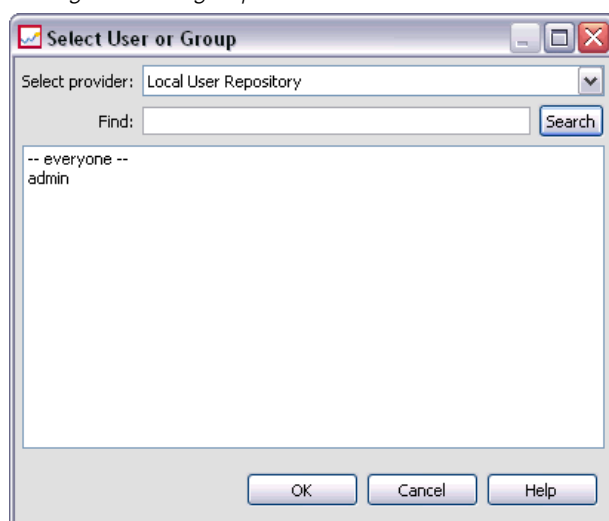 Select User or Group
Select provider: Local User Repository
Find: Search
-- everyone --
admin
OK Cancel Help